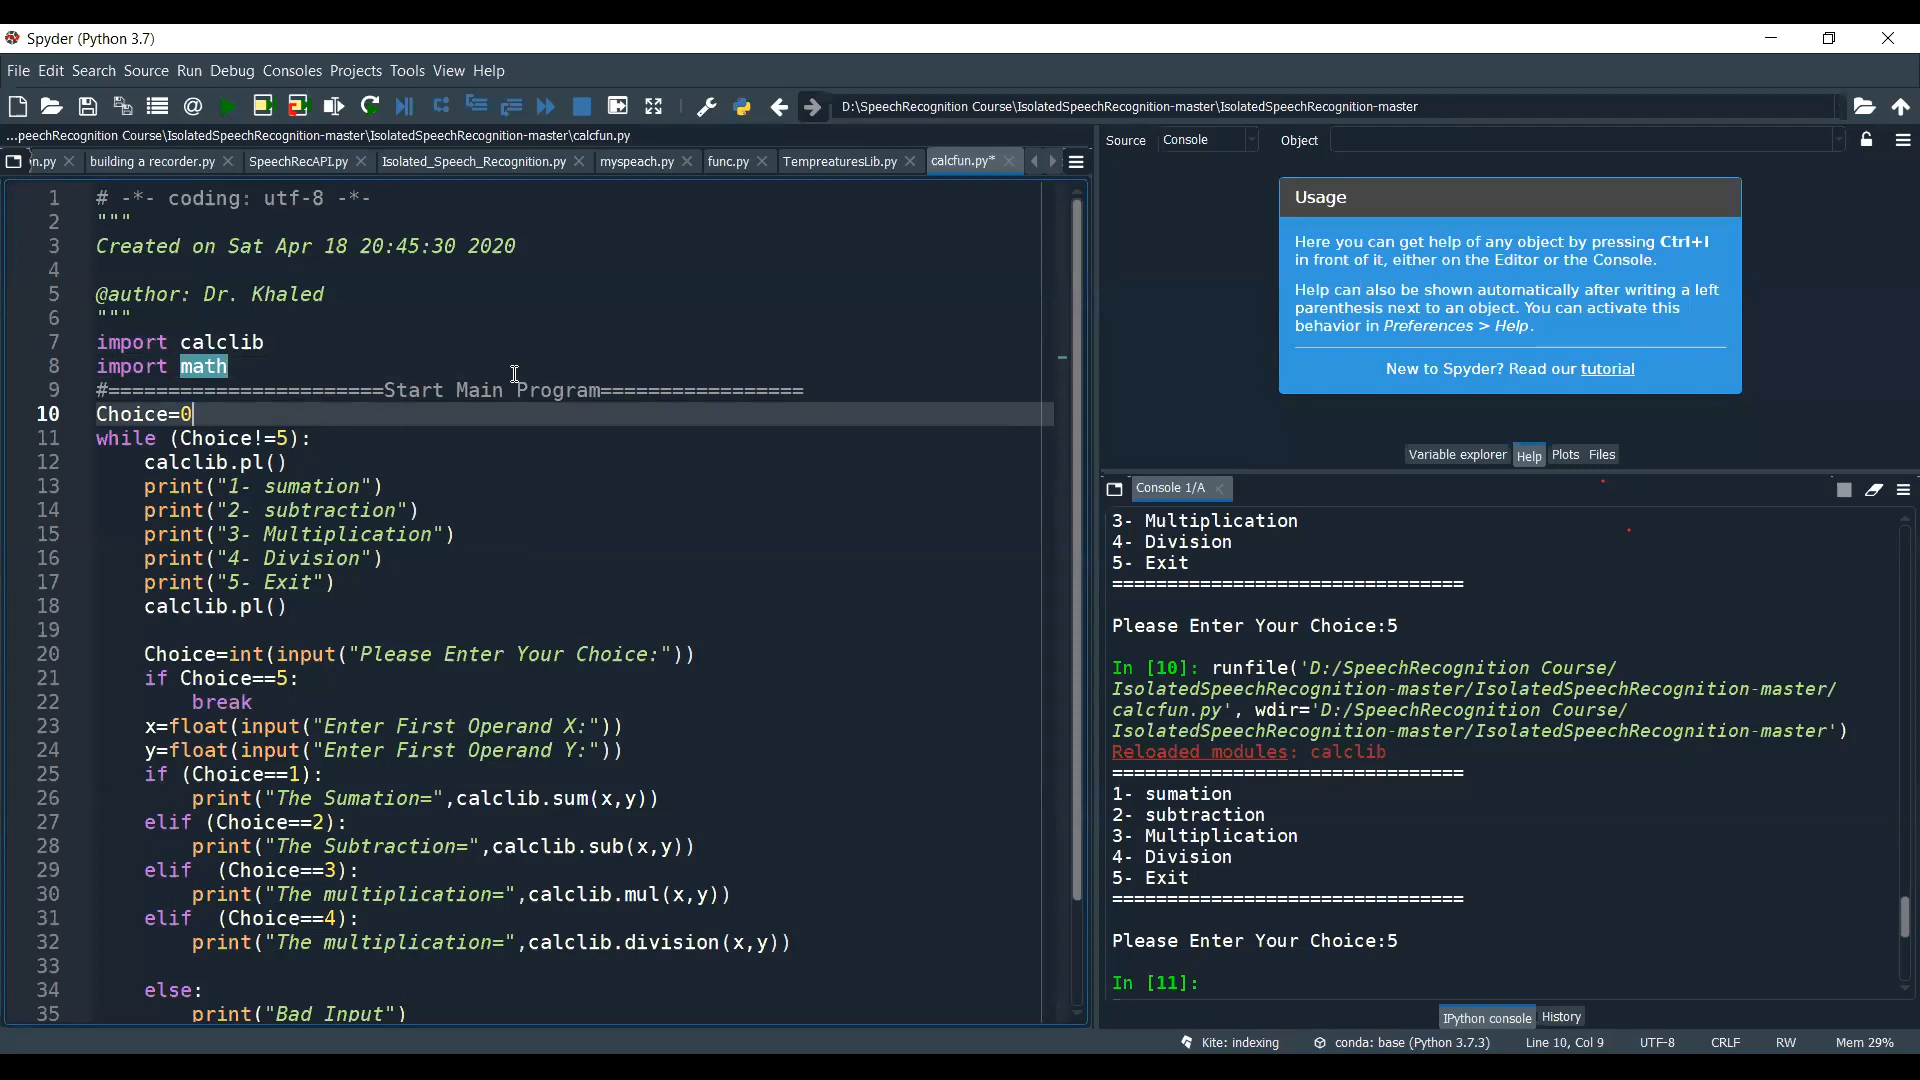 Spyder (Python 3.7)
File Edit Search Source Run Debug Consoles Projects Tools View Help
D:\SpeechRecognition Course\IsolatedSpeechRecognition-master\IsolatedSpeechRecognition-master
...peechRecognition Course\IsolatedSpeechRecognition-master\IsolatedSpeechRecognition-master\calcfun.py
n.py building a recorder.py SpeechRecAPI.py Isolated_Speech_Recognition.py myspeach.py func.py TempreaturesLib.py calcfun.py*
1 # -*- coding: utf-8 -*-
2 """
3 Created on Sat Apr 18 20:45:30 2020
4
5 @author: Dr. Khaled
6 """
7 import calclib
8 import math
9 #=======================Start Main Program=================
10 Choice=0
11 while (Choice!=5):
12     calclib.pl()
13     print("1- sumation")
14     print("2- subtraction")
15     print("3- Multiplication")
16     print("4- Division")
17     print("5- Exit")
18     calclib.pl()
19
20     Choice=int(input("Please Enter Your Choice:"))
21     if Choice==5:
22         break
23     x=float(input("Enter First Operand X:"))
24     y=float(input("Enter First Operand Y:"))
25     if (Choice==1):
26         print("The Sumation=",calclib.sum(x,y))
27     elif (Choice==2):
28         print("The Subtraction=",calclib.sub(x,y))
29     elif  (Choice==3):
30         print("The multiplication=",calclib.mul(x,y))
31     elif  (Choice==4):
32         print("The multiplication=",calclib.division(x,y))
33
34     else:
35         print("Bad Input")
Source Console Object
Usage
Here you can get help of any object by pressing Ctrl+I
in front of it, either on the Editor or the Console.
Help can also be shown automatically after writing a left
parenthesis next to an object. You can activate this
behavior in Preferences > Help.
New to Spyder? Read our tutorial
Variable explorer Help Plots Files
Console 1/A
3- Multiplication
4- Division
5- Exit
================================
Please Enter Your Choice:5
In [10]: runfile('D:/SpeechRecognition Course/
IsolatedSpeechRecognition-master/IsolatedSpeechRecognition-master/
calcfun.py', wdir='D:/SpeechRecognition Course/
IsolatedSpeechRecognition-master/IsolatedSpeechRecognition-master')
Reloaded modules: calclib
================================
1- sumation
2- subtraction
3- Multiplication
4- Division
5- Exit
================================
Please Enter Your Choice:5
In [11]:
IPython console History
Kite: indexing conda: base (Python 3.7.3) Line 10, Col 9 UTF-8 CRLF RW Mem 29%